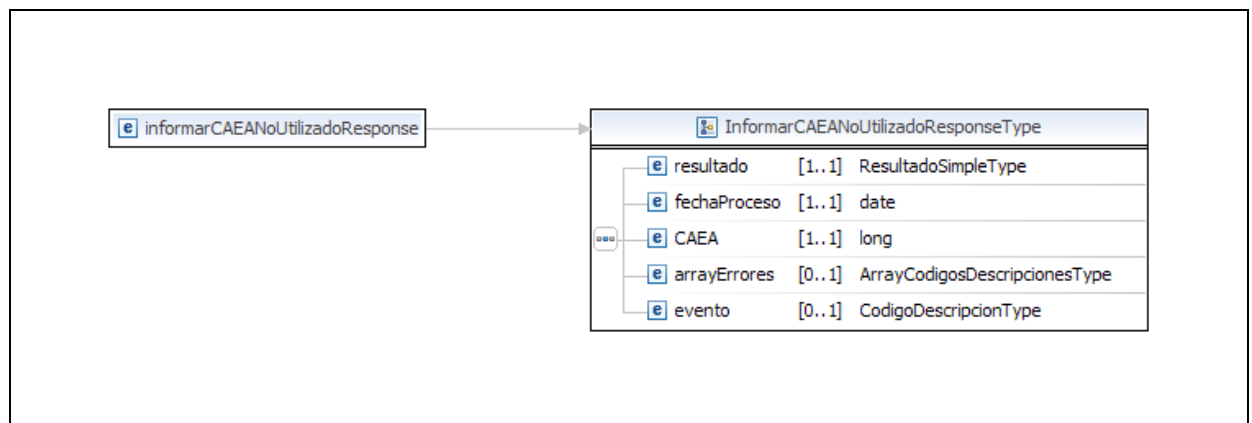 e informarCAEANoUtilizadoResponse
InformarCAEANoUtilizadoResponseType
e resultado [1..1] ResultadoSimpleType
e fechaProceso [1..1] date
e CAEA [1..1] long
e arrayErrores [0..1] ArrayCodigosDescripcionesType
e evento [0..1] CodigoDescripcionType